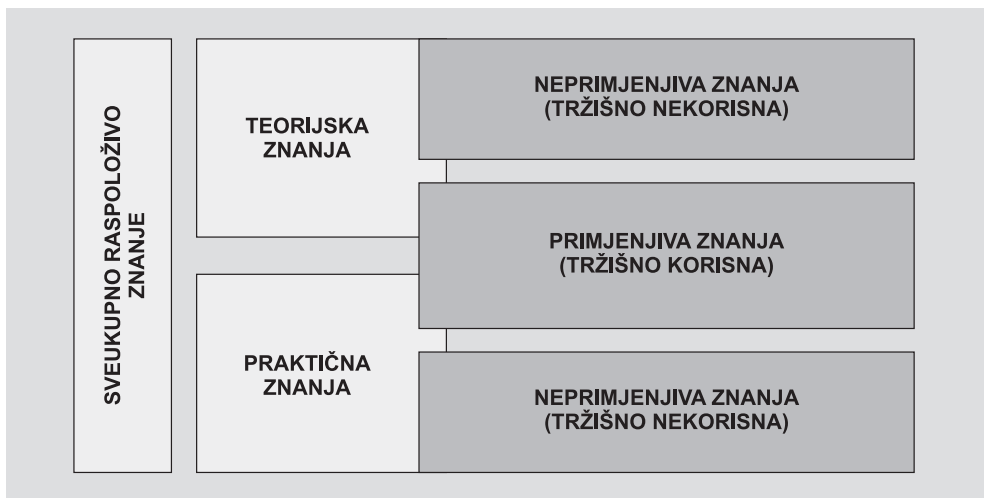 SVEUKUPNO RASPOLOŽIVO
ZNANJE
TEORIJSKA
ZNANJA
PRAKTIČNA
ZNANJA
NEPRIMJENJIVA ZNANJA
(TRŽIŠNO NEKORISNA)
PRIMJENJIVA ZNANJA
(TRŽIŠNO KORISNA)
NEPRIMJENJIVA ZNANJA
(TRŽIŠNO NEKORISNA)